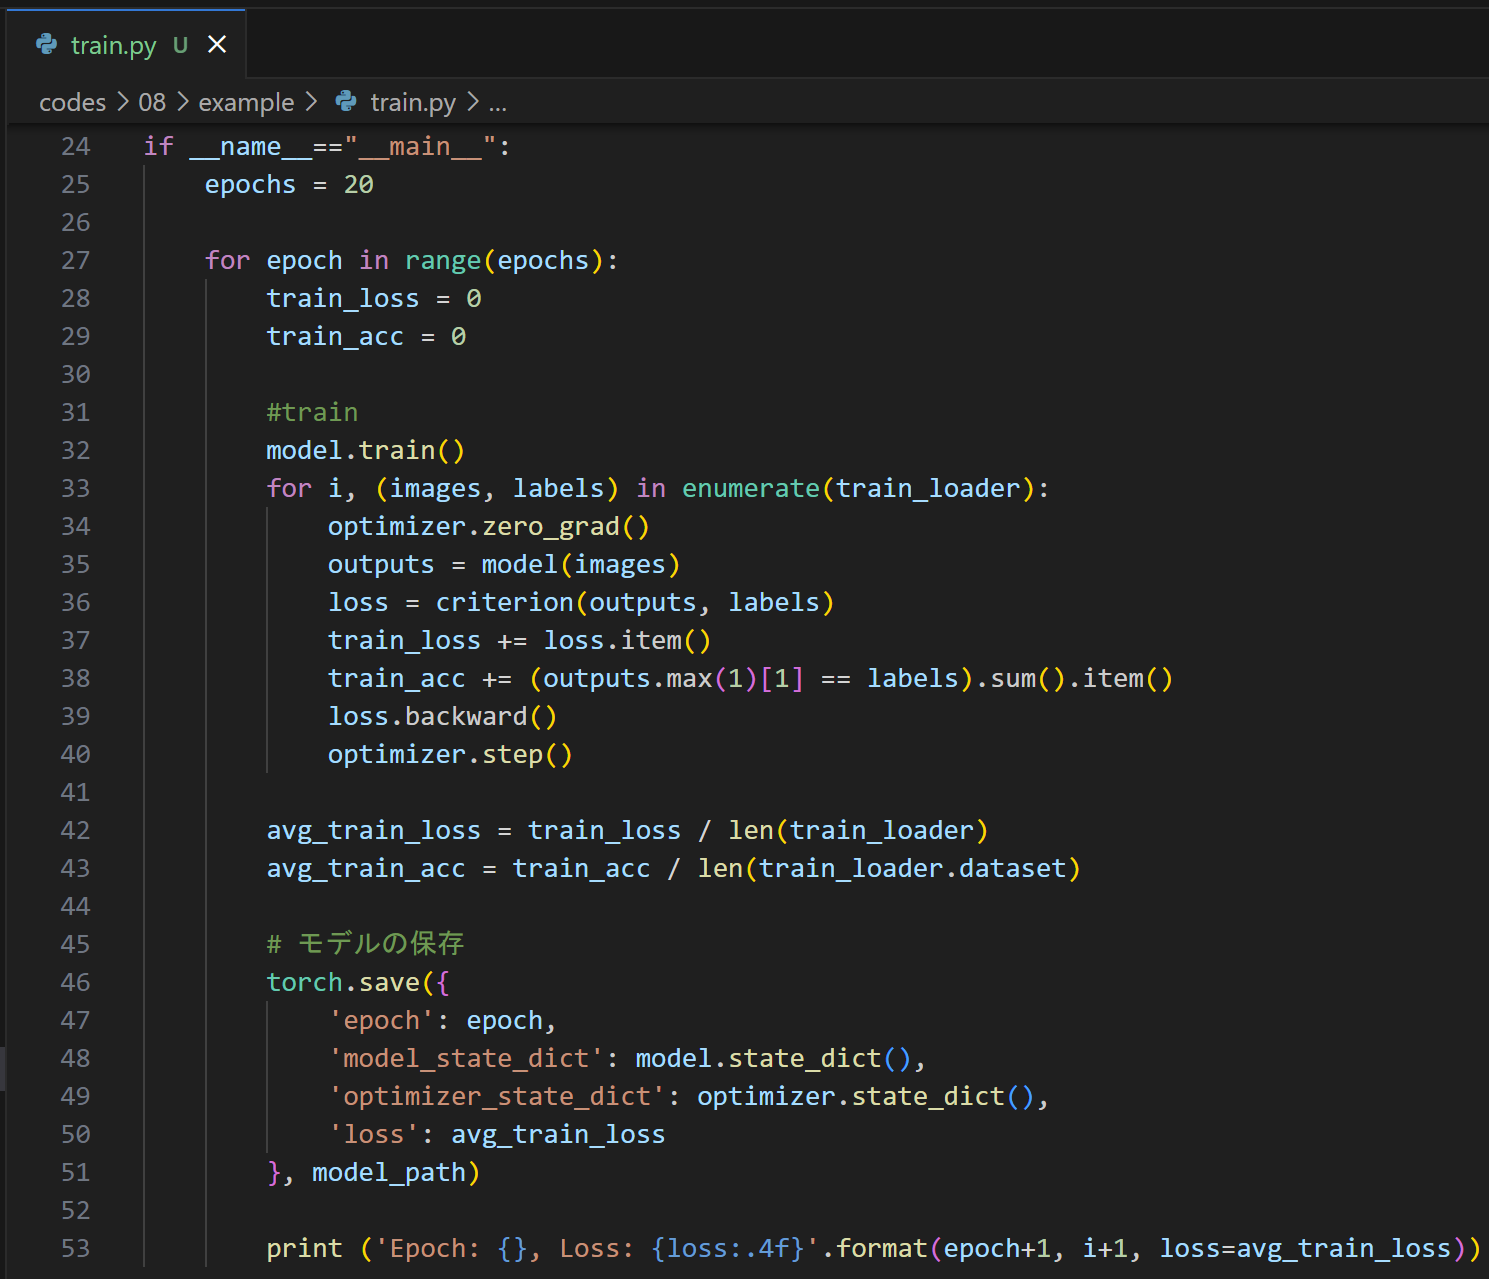 train.py U
codes > 08 > example > train.py > ...
24 if __name__=="__main__":
25     epochs = 20
26
27     for epoch in range(epochs):
28         train_loss = 0
29         train_acc = 0
30
31         #train
32         model.train()
33         for i, (images, labels) in enumerate(train_loader):
34             optimizer.zero_grad()
35             outputs = model(images)
36             loss = criterion(outputs, labels)
37             train_loss += loss.item()
38             train_acc += (outputs.max(1)[1] == labels).sum().item()
39             loss.backward()
40             optimizer.step()
41
42         avg_train_loss = train_loss / len(train_loader)
43         avg_train_acc = train_acc / len(train_loader.dataset)
44
45         # モデルの保存
46         torch.save({
47             'epoch': epoch,
48             'model_state_dict': model.state_dict(),
49             'optimizer_state_dict': optimizer.state_dict(),
50             'loss': avg_train_loss
51         }, model_path)
52
53         print ('Epoch: {}, Loss: {loss:.4f}'.format(epoch+1, i+1, loss=avg_train_loss))